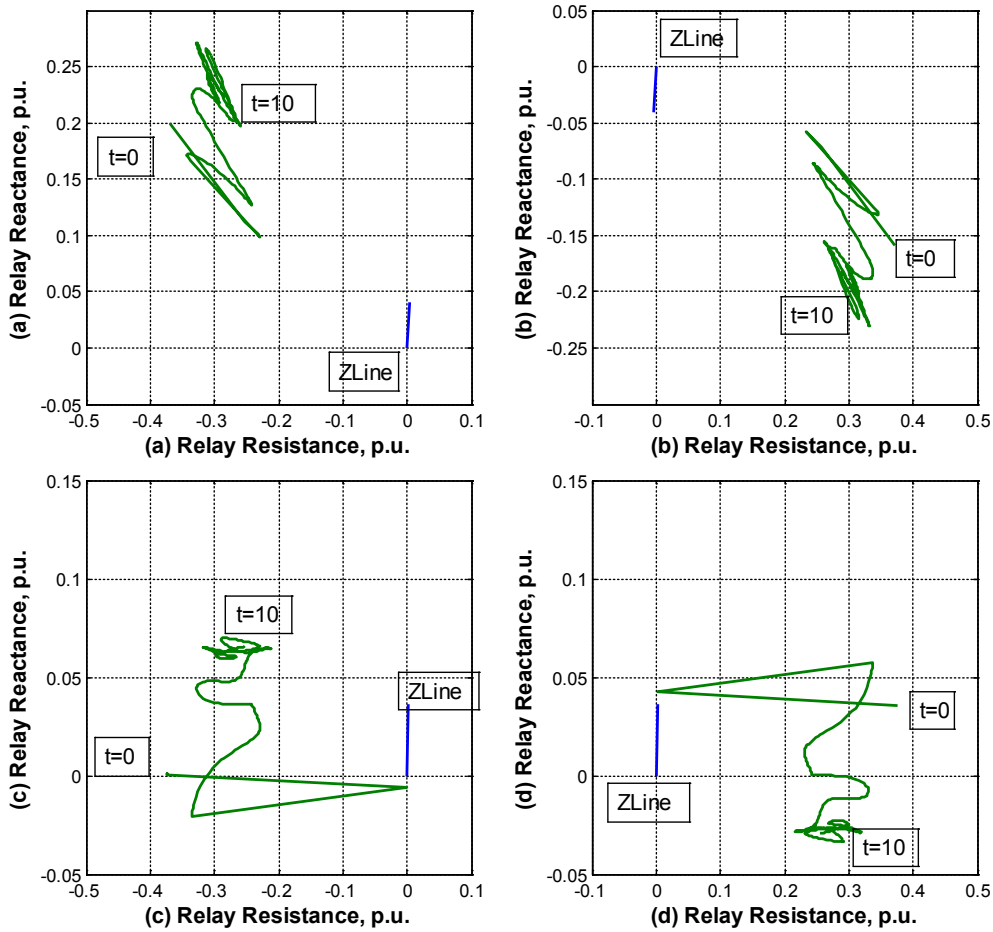 0.25
0.2
0.15
0.1
0.05
0
-0.05
-0.5
-0.4
-0.3
-0.2
-0.1
0
0.1
(a) Relay Reactance, p.u.
(a) Relay Resistance, p.u.
t=10
t=0
ZLine
0.05
0
-0.05
-0.1
-0.15
-0.2
-0.25
-0.1
0
0.1
0.2
0.3
0.4
0.5
(b) Relay Reactance, p.u.
(b) Relay Resistance, p.u.
ZLine
t=0
t=10
0.15
0.1
0.05
0
-0.05
-0.5
-0.4
-0.3
-0.2
-0.1
0
0.1
(c) Relay Reactance, p.u.
(c) Relay Resistance, p.u.
t=10
ZLine
t=0
0.15
0.1
0.05
0
-0.05
-0.1
0
0.1
0.2
0.3
0.4
0.5
(d) Relay Reactance, p.u.
(d) Relay Resistance, p.u.
t=0
ZLine
t=10